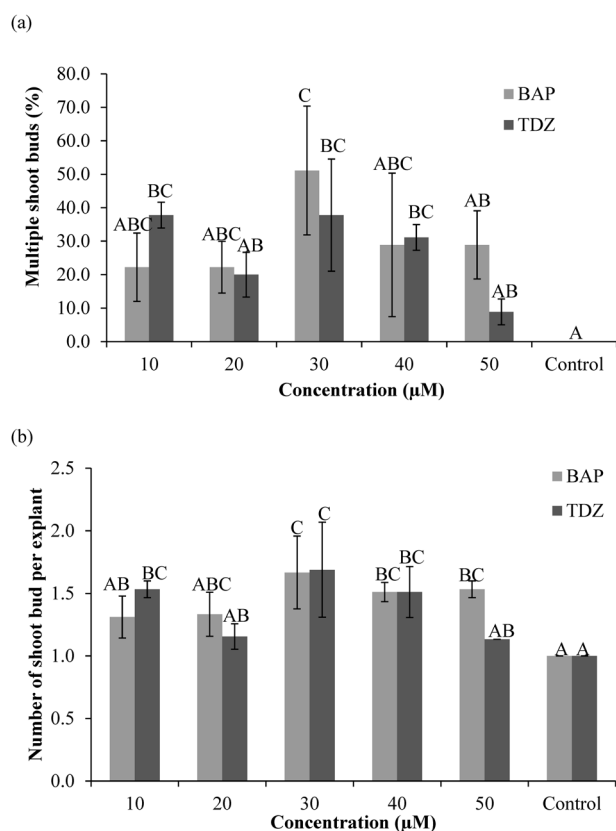 (a)
Multiple shoot buds (%)
80.0
70.0
60.0
50.0
40.0
30.0
20.0
10.0
0.0
BAP
TDZ
ABC
BC
ABC
AB
C
BC
ABC
BC
AB
AB
A
10 20 30 40 50 Control
Concentration (µM)
(b)
Number of shoot bud per explant
2.5
2.0
1.5
1.0
0.5
0.0
BAP
TDZ
AB
BC
ABC
AB
C
C
BC
BC
BC
AB
A
A
10 20 30 40 50 Control
Concentration (µM)